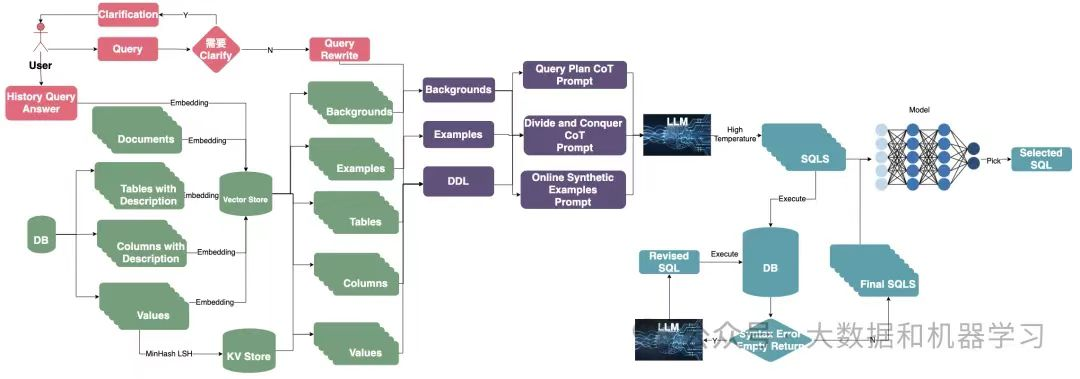 Clarification
Y
User
Query
需要
Clarify
N
Query
Rewrite
History Query
Answer
Embedding
Documents
Embedding
Tables with
Description
Embedding
DB
Columns with
Description
Embedding
Values
Embedding
MinHash LSH
Vector Store
KV Store
Backgrounds
Examples
Tables
Columns
Values
Backgrounds
Examples
DDL
Query Plan CoT
Prompt
Divide and Conquer
CoT
Prompt
Online Synthetic
Examples
Prompt
LLM
High
Temperature
SQLS
Model
Pick
Selected
SQL
Execute
Revised
SQL
Execute
DB
Final SQLS
LLM
Y
Syntax Error
Empty Return
N
公众号 · 大数据和机器学习